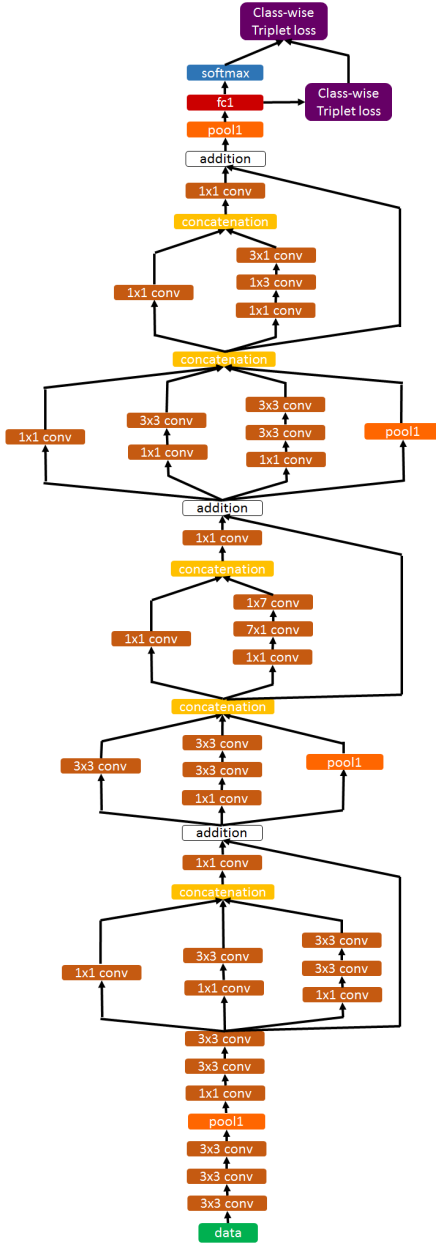 Class-wise
Triplet loss
softmax
fc1
Class-wise
Triplet loss
pool1
addition
1x1 conv
concatenation
3x1 conv
1x3 conv
1x1 conv
1x1 conv
concatenation
3x3 conv
3x3 conv
1x1 conv
3x3 conv
pool1
1x1 conv
1x1 conv
addition
1x1 conv
concatenation
1x7 conv
7x1 conv
1x1 conv
1x1 conv
concatenation
3x3 conv
3x3 conv
3x3 conv
pool1
1x1 conv
addition
1x1 conv
concatenation
3x3 conv
3x3 conv
1x1 conv
3x3 conv
1x1 conv
1x1 conv
3x3 conv
3x3 conv
1x1 conv
pool1
3x3 conv
3x3 conv
3x3 conv
data